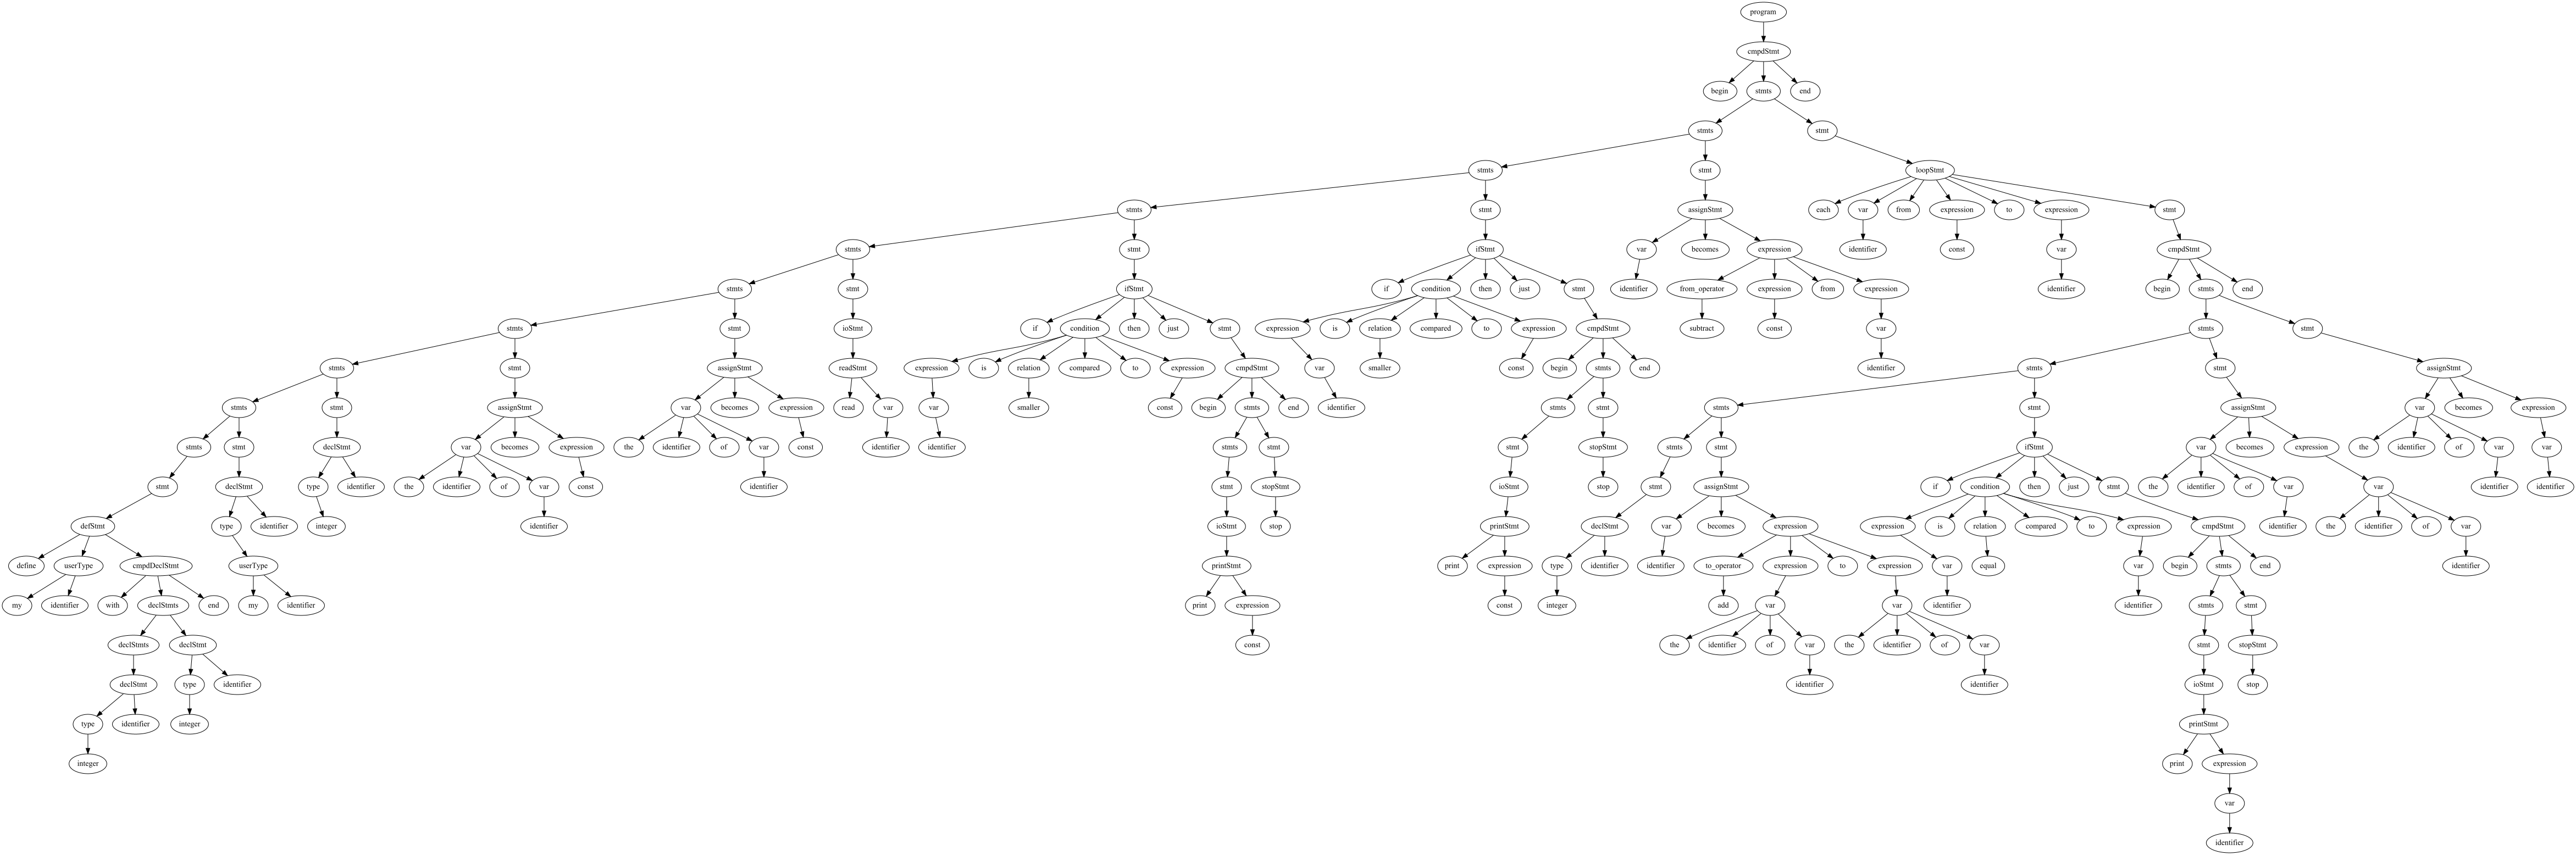 program
cmpdStmt
begin stmts end
stmts stmt
stmts stmt loopStmt
stmts stmt assignStmt each var from expression to expression stmt
stmts stmt ifStmt var becomes expression identifier const var cmpdStmt
stmts stmt ifStmt if condition then just stmt identifier from_operator expression from expression identifier begin stmts end
stmts stmt ioStmt if condition then just stmt expression is relation compared to expression cmpdStmt subtract const var stmts stmt
stmts stmt assignStmt readStmt expression is relation compared to expression cmpdStmt var smaller const begin stmts end identifier stmts stmt assignStmt
stmts stmt assignStmt var becomes expression read var var smaller const begin stmts end identifier stmts stmt stmts stmt assignStmt var becomes expression
stmts stmt declStmt var becomes expression the identifier of var const identifier identifier stmts stmt stmt stopStmt stmts stmt ifStmt var becomes expression the identifier of var var
stmt declStmt type identifier the identifier of var const identifier stmt stopStmt ioStmt stop stmt assignStmt if condition then just stmt the identifier of var var identifier identifier
defStmt type identifier integer identifier ioStmt stop printStmt declStmt var becomes expression expression is relation compared to expression cmpdStmt identifier the identifier of var
define userType cmpdDeclStmt userType printStmt print expression type identifier identifier to_operator expression to expression var equal var begin stmts end identifier
my identifier with declStmts end my identifier print expression const integer add var var identifier identifier stmts stmt
declStmts declStmt const the identifier of var the identifier of var stmt stopStmt
declStmt type identifier identifier identifier ioStmt stop
type identifier integer printStmt
integer print expression
var
identifier